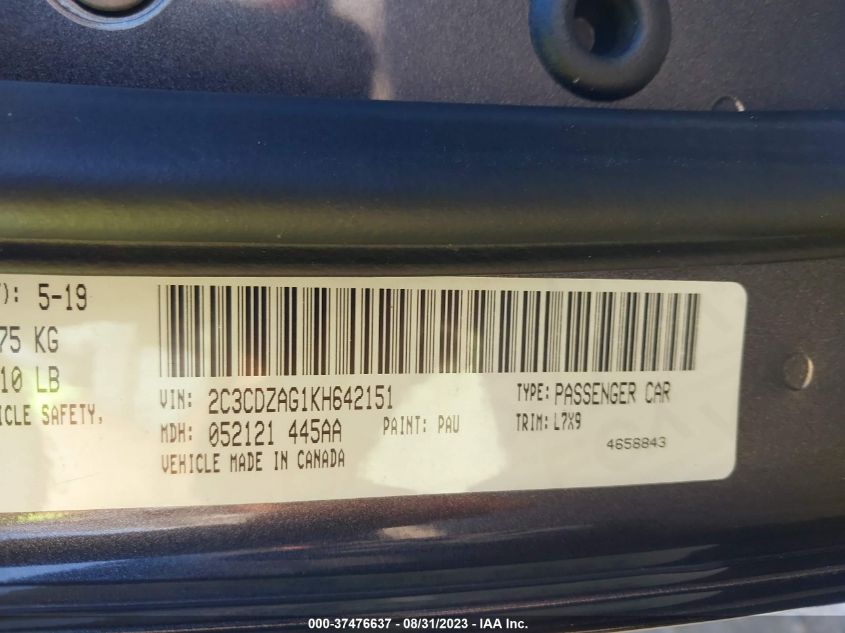 ): 5-19
75 KG
10 LB
ICLE SAFETY,
VIN: 2C3CDZAG1KH642151
TYPE: PASSENGER CAR
MDH: 052121 445AA
PAINT: PAU
TRIM: L7X9
VEHICLE MADE IN CANADA
4658843
000-37476637 - 08/31/2023 - IAA Inc.